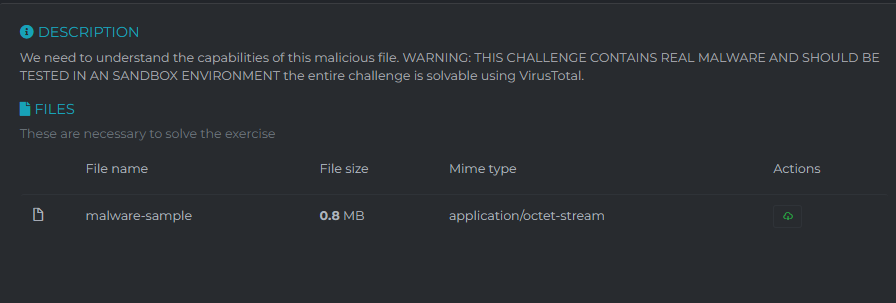 DESCRIPTION
We need to understand the capabilities of this malicious file. WARNING: THIS CHALLENGE CONTAINS REAL MALWARE AND SHOULD BE
TESTED IN AN SANDBOX ENVIRONMENT the entire challenge is solvable using VirusTotal.
FILES
These are necessary to solve the exercise
File name File size Mime type Actions
malware-sample 0.8 MB application/octet-stream